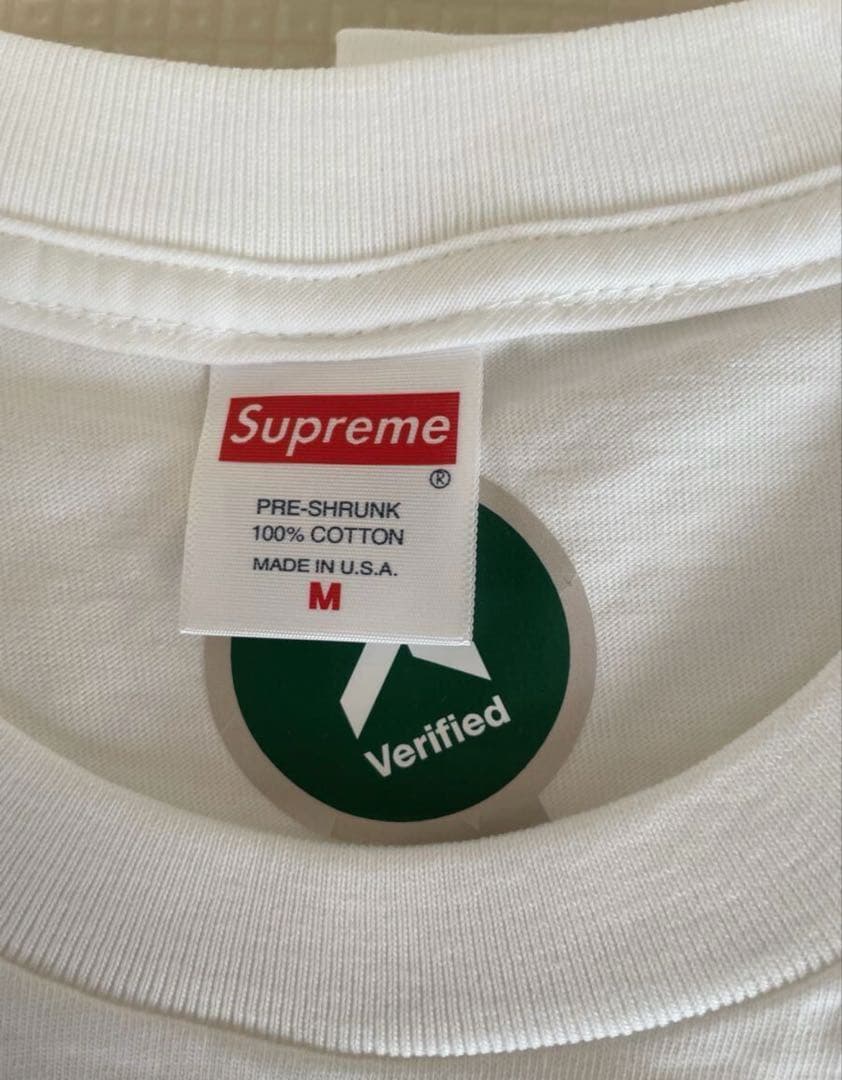 Supreme
®
PRE-SHRUNK
100% COTTON
MADE IN U.S.A.
M
Verified